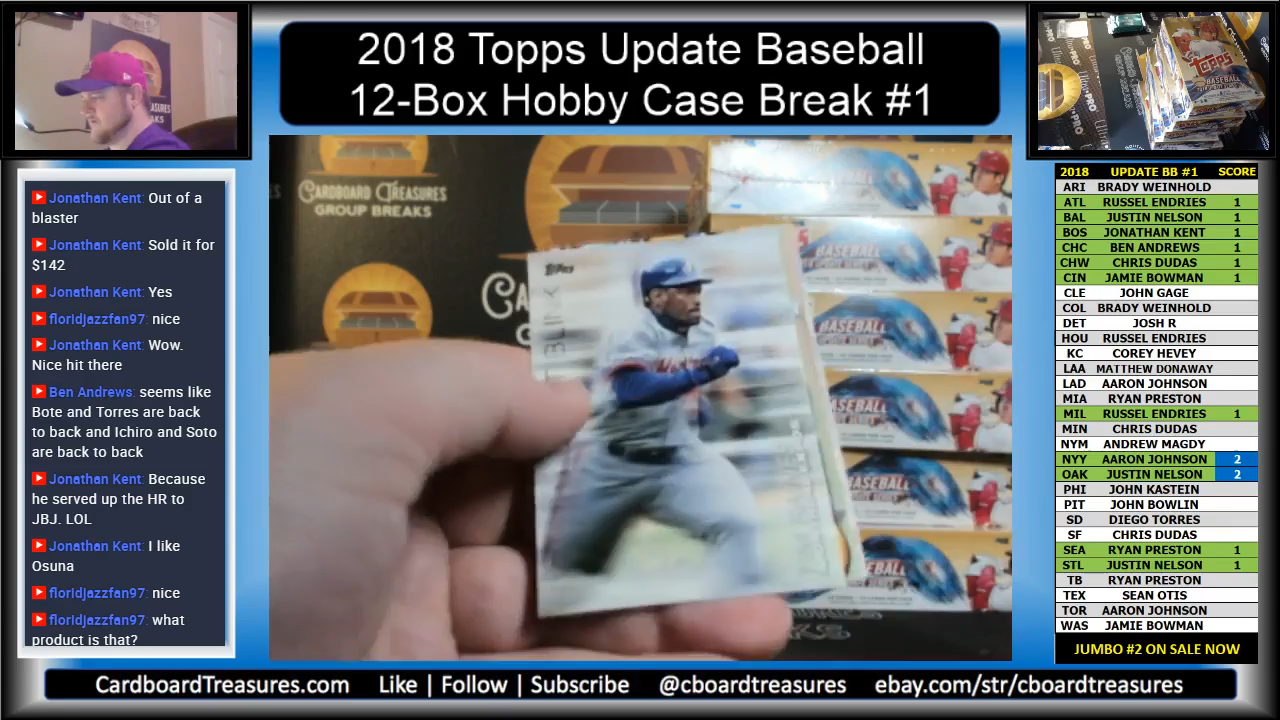 2018 Topps Update Baseball
12-Box Hobby Case Break #1
Jonathan Kent: Out of a
blaster
Jonathan Kent: Sold it for
$142
Jonathan Kent: Yes
floridjazzfan97: nice
Jonathan Kent: Wow.
Nice hit there
Ben Andrews: seems like
Bote and Torres are back
to back and Ichiro and Soto
are back to back
Jonathan Kent: Because
he served up the HR to
JBJ. LOL
Jonathan Kent: I like
Osuna
floridjazzfan97: nice
floridjazzfan97: what
product is that?
CARDBOARD TREASURES
GROUP BREAKS
Topps
BASEBALL
BASEBALL
BASEBALL
BASEBALL
BASEBALL
Topps
BASEBALL
2018 UPDATE BB #1 SCORE
ARI BRADY WEINHOLD
ATL RUSSEL ENDRIES 1
BAL JUSTIN NELSON 1
BOS JONATHAN KENT 1
CHC BEN ANDREWS 1
CHW CHRIS DUDAS 1
CIN JAMIE BOWMAN 1
CLE JOHN GAGE
COL BRADY WEINHOLD
DET JOSH R
HOU RUSSEL ENDRIES
KC COREY HEVEY
LAA MATTHEW DONAWAY
LAD AARON JOHNSON
MIA RYAN PRESTON
MIL RUSSEL ENDRIES 1
MIN CHRIS DUDAS
NYM ANDREW MAGDY
NYY AARON JOHNSON 2
OAK JUSTIN NELSON 2
PHI JOHN KASTEIN
PIT JOHN BOWLIN
SD DIEGO TORRES
SF CHRIS DUDAS
SEA RYAN PRESTON 1
STL JUSTIN NELSON 1
TB RYAN PRESTON
TEX SEAN OTIS
TOR AARON JOHNSON
WAS JAMIE BOWMAN
JUMBO #2 ON SALE NOW
CardboardTreasures.com Like | Follow | Subscribe @cboardtreasures ebay.com/str/cboardtreasures